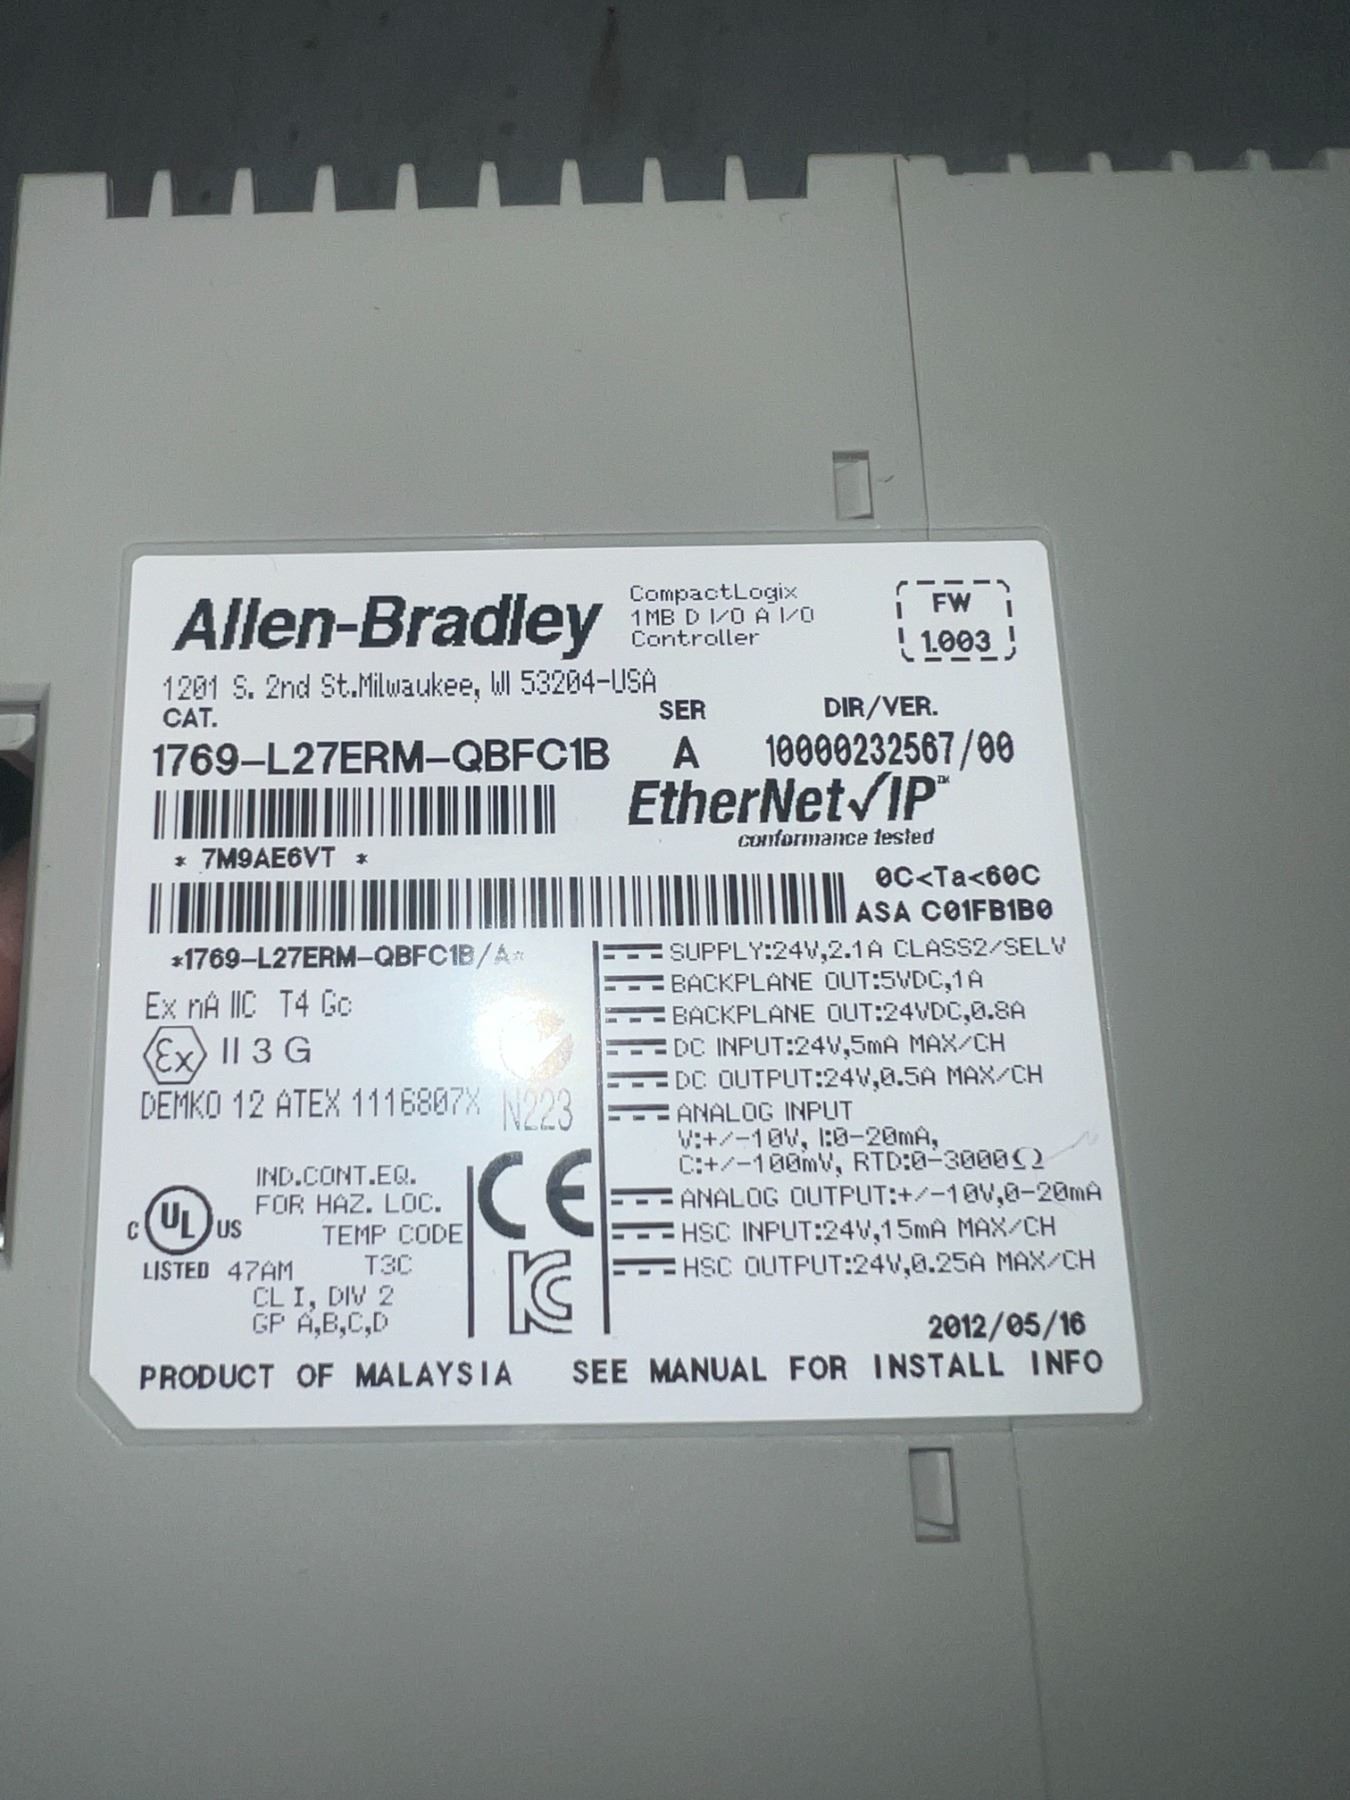 Allen-Bradley
CompactLogix
1MB D I/O A I/O
Controller
FW
1.003
1201 S. 2nd St.Milwaukee, WI 53204-USA
CAT.
SER
DIR/VER.
1769-L27ERM-QBFC1B
A
10000232567/00
EtherNet/IP™
conformance tested
* 7M9AE6VT *
0C<Ta<60C
ASA C01FB1B0
*1769-L27ERM-QBFC1B/A*
Ex nA IIC T4 Gc
Ex II 3 G
DEMKO 12 ATEX 1116807X
N223
SUPPLY:24V,2.1A CLASS2/SELV
BACKPLANE OUT:5VDC,1A
BACKPLANE OUT:24VDC,0.8A
DC INPUT:24V,5mA MAX/CH
DC OUTPUT:24V,0.5A MAX/CH
ANALOG INPUT
V:+/-10V, I:0-20mA,
C:+/-100mV, RTD:0-3000Ω
ANALOG OUTPUT:+/-10V,0-20mA
HSC INPUT:24V,15mA MAX/CH
HSC OUTPUT:24V,0.25A MAX/CH
IND.CONT.EQ.
FOR HAZ. LOC.
TEMP CODE
T3C
C UL US
LISTED 47AM
CL I, DIV 2
GP A,B,C,D
CE
KC
2012/05/16
PRODUCT OF MALAYSIA SEE MANUAL FOR INSTALL INFO